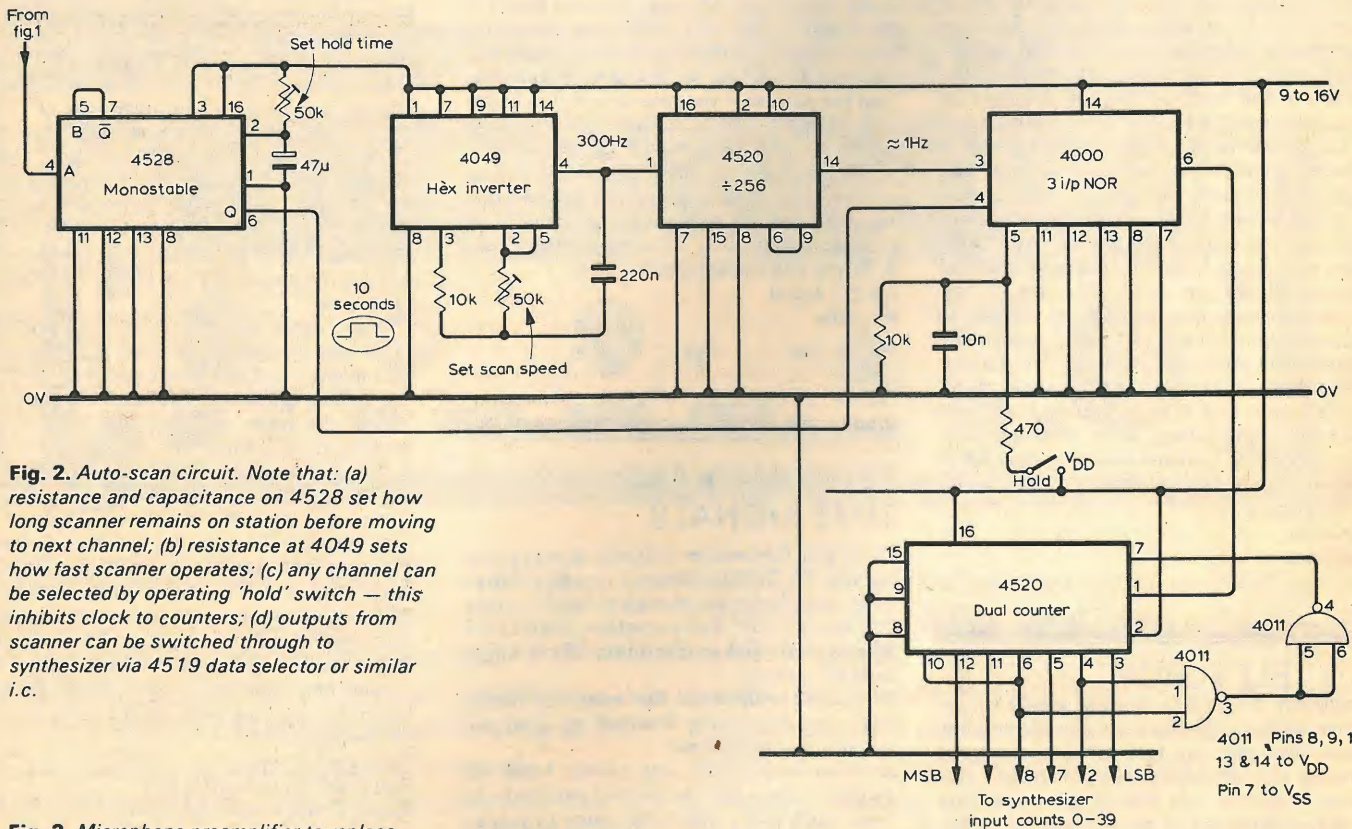 From
fig.1
Set hold time
5 7
B Q̅
3 16
50k
2
47µ
1
4 A
4528
Monostable
Q
6
11 12 13 8
1 7 9 11 14
4049
Hèx inverter
4
300Hz
8 3 2 5
10k
50k
220n
Set scan speed
10
seconds
16 2 10
1
4520
÷256
14
7 15 8 6 9
≈ 1Hz
14
3
4
4000
3 i/p NOR
6
5 11 12 13 8 7
10k
10n
9 to 16V
0V
0V
470
Hold
VDD
16
15
9
8
4520
Dual counter
7
1
2
10 12 11 6 5 4 3
4011
1
2
3
4011
4
5 6
MSB
8 7 2
LSB
To synthesizer
input counts 0-39
4011 Pins 8, 9, 1
13 & 14 to VDD
Pin 7 to VSS
Fig. 2. Auto-scan circuit. Note that: (a)
resistance and capacitance on 4528 set how
long scanner remains on station before moving
to next channel; (b) resistance at 4049 sets
how fast scanner operates; (c) any channel can
be selected by operating 'hold' switch — this
inhibits clock to counters; (d) outputs from
scanner can be switched through to
synthesizer via 4519 data selector or similar
i.c.
Fig. 3. Microphone preamplifier to replace